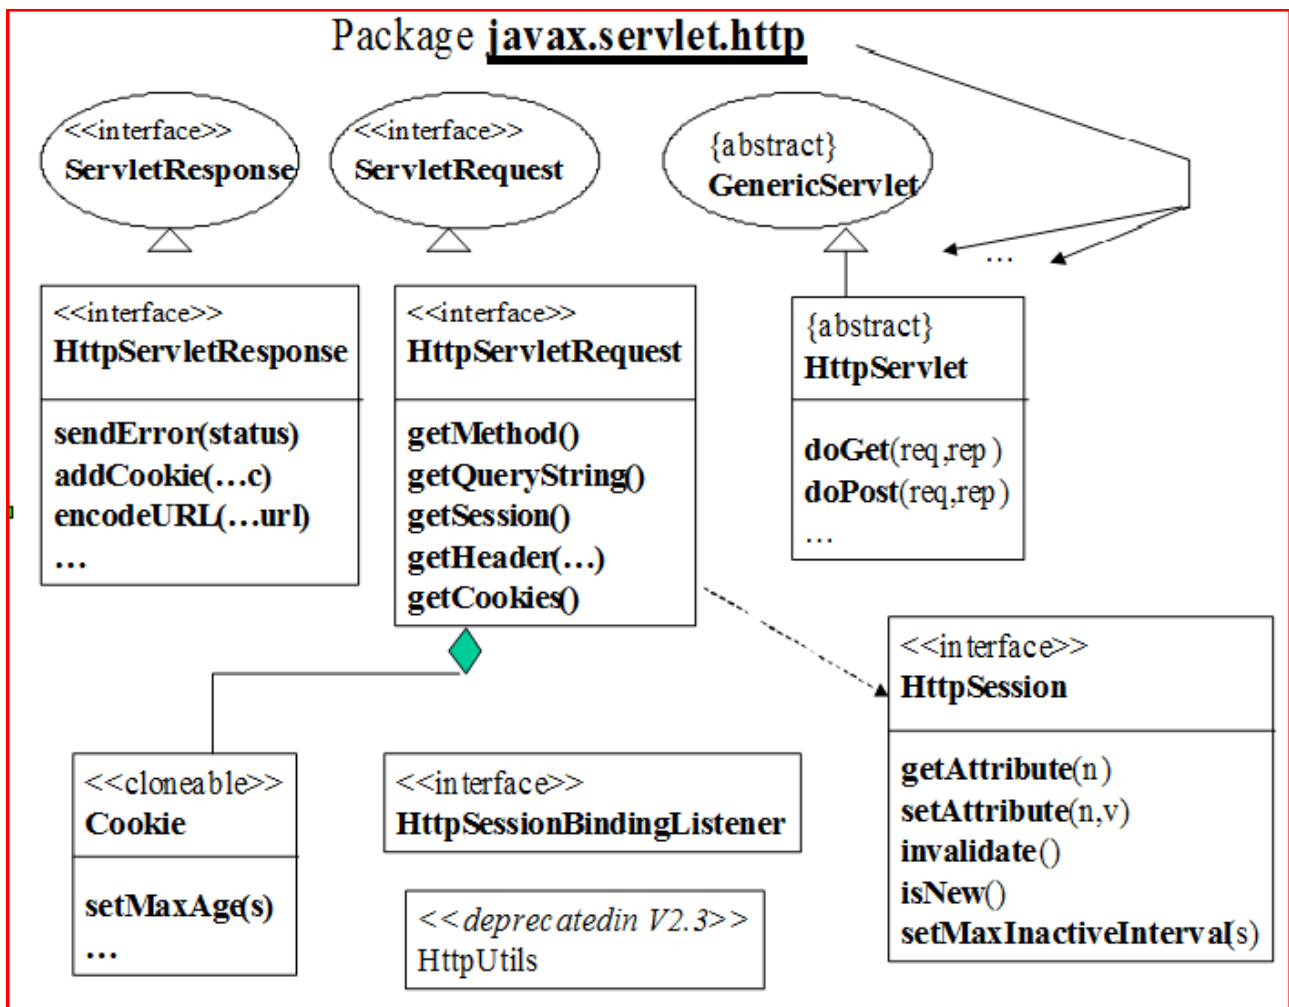 Package javax.servlet.http
<<interface>>
ServletResponse
<<interface>>
ServletRequest
{abstract}
GenericServlet
...
<<interface>>
HttpServletResponse
sendError(status)
addCookie(...c)
encodeURL(...url)
...
<<interface>>
HttpServletRequest
getMethod()
getQueryString()
getSession()
getHeader(...)
getCookies()
{abstract}
HttpServlet
doGet(req,rep)
doPost(req,rep)
...
<<interface>>
HttpSession
getAttribute(n)
setAttribute(n,v)
invalidate()
isNew()
setMaxInactiveInterval(s)
<<cloneable>>
Cookie
setMaxAge(s)
...
<<interface>>
HttpSessionBindingListener
<<deprecatedin V2.3>>
HttpUtils